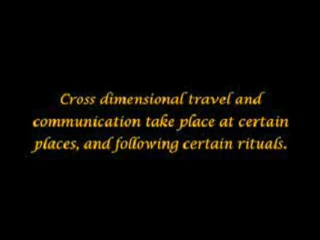 Cross dimensional travel and
communication take place at certain
places, and following certain rituals.